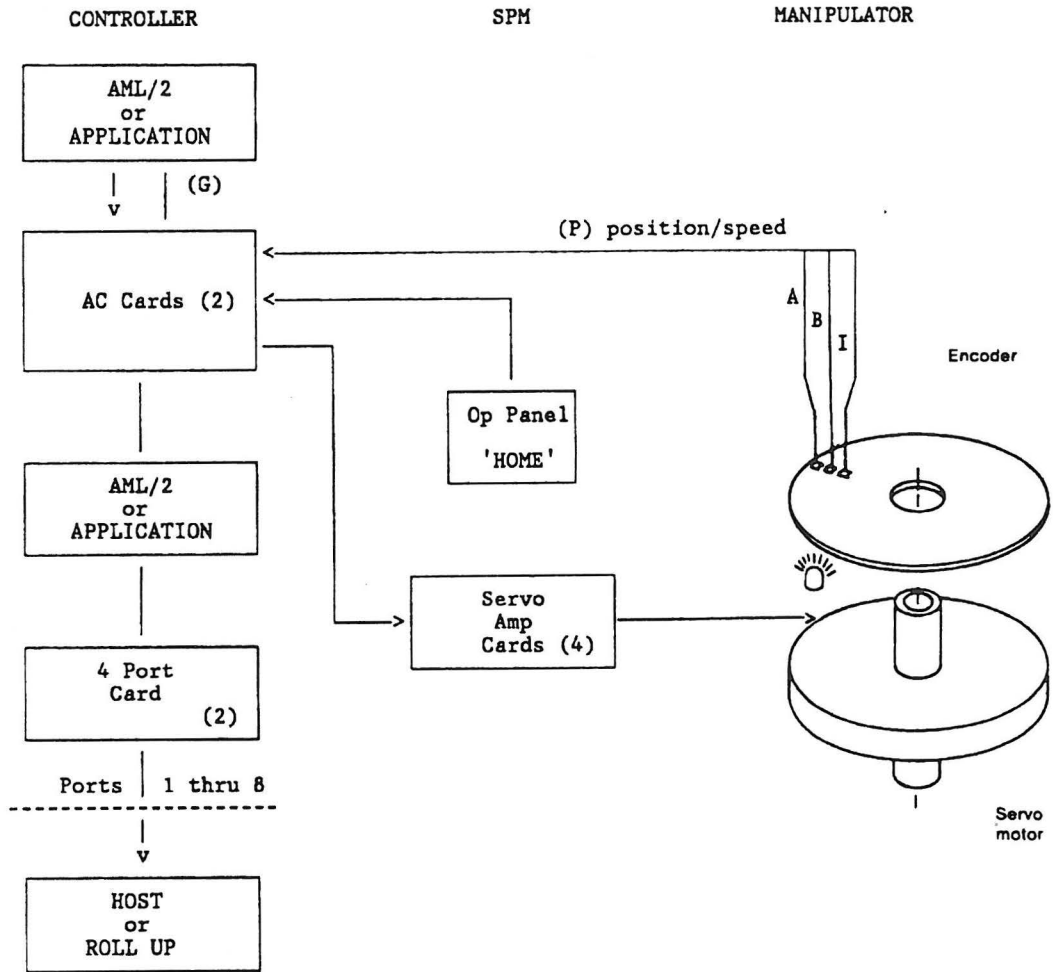 CONTROLLER
SPM
MANIPULATOR
AML/2
or
APPLICATION
(G)
v
(P) position/speed
AC Cards (2)
A
B
I
Encoder
Op Panel
'HOME'
AML/2
or
APPLICATION
Servo
Amp
Cards (4)
4 Port
Card
(2)
Ports 1 thru 8
Servo
motor
v
HOST
or
ROLL UP